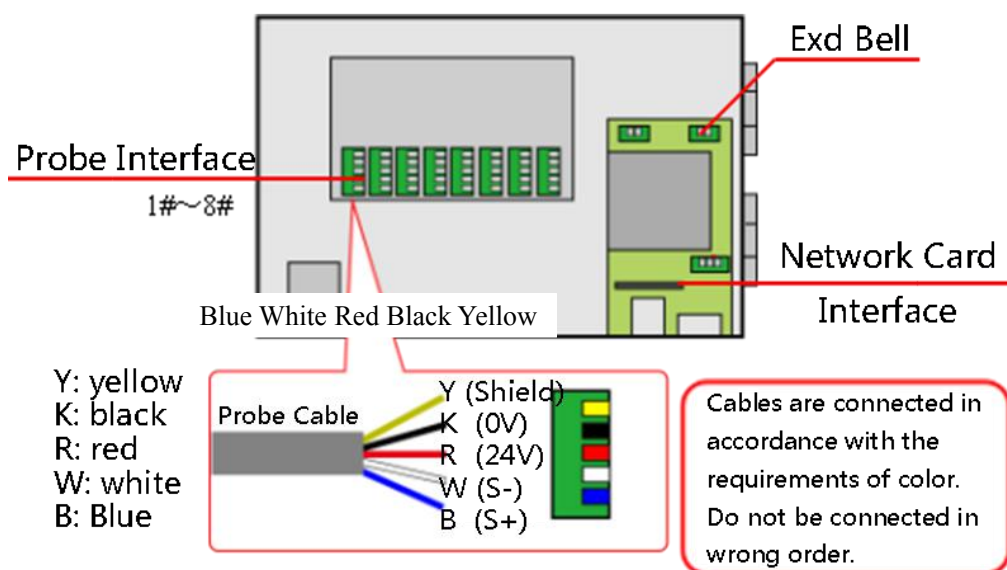 Exd Bell
Probe Interface
1#～8#
Network Card
Interface
Blue White Red Black Yellow
Y: yellow
K: black
R: red
W: white
B: Blue
Probe Cable
Y (Shield)
K (0V)
R (24V)
W (S-)
B (S+)
Cables are connected in
accordance with the
requirements of color.
Do not be connected in
wrong order.